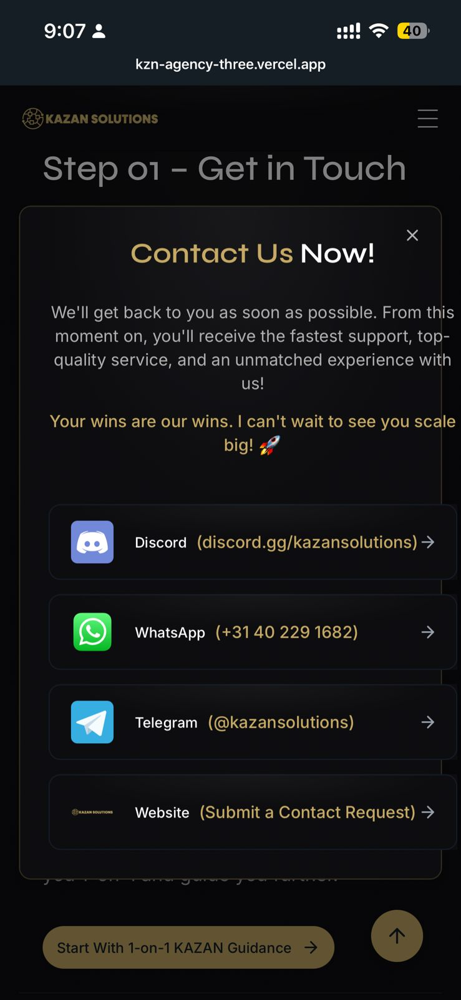 9:07
40
kzn-agency-three.vercel.app
KAZAN SOLUTIONS
Step 01 – Get in Touch
Contact Us Now!
We'll get back to you as soon as possible. From this
moment on, you'll receive the fastest support, top-
quality service, and an unmatched experience with
us!
Your wins are our wins. I can't wait to see you scale
big! 🚀
Discord (discord.gg/kazansolutions)
WhatsApp (+31 40 229 1682)
Telegram (@kazansolutions)
KAZAN SOLUTIONS Website (Submit a Contact Request)
you 1-on-1 and guide you further.
Start With 1-on-1 KAZAN Guidance